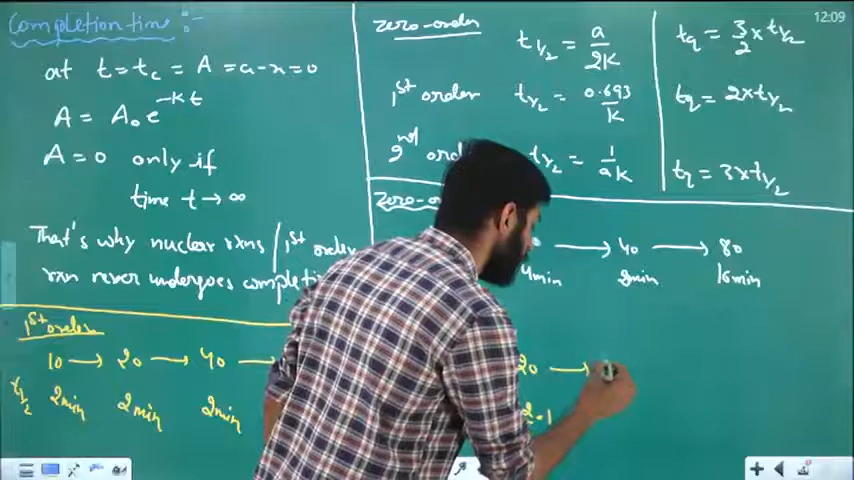 Completion time :-
at t = tc = A = a-x = 0
A = A₀ e^-Kt
A = 0 only if
time t → ∞
That's why nuclear rxns / 1st order
rxn never undergoes
zero-order t1/2 = a/2K tq = 3/2 x t1/2
1st order t1/2 = 0.693/K tq = 2 x t1/2
2nd t1/2 = 1/aK tq = 3 x t1/2
zero-
→ 40 → 80
4min 8min 16min
1st order
10 → 20 → 40 →
t1/2 2min 2min 2min
20 →
12:09